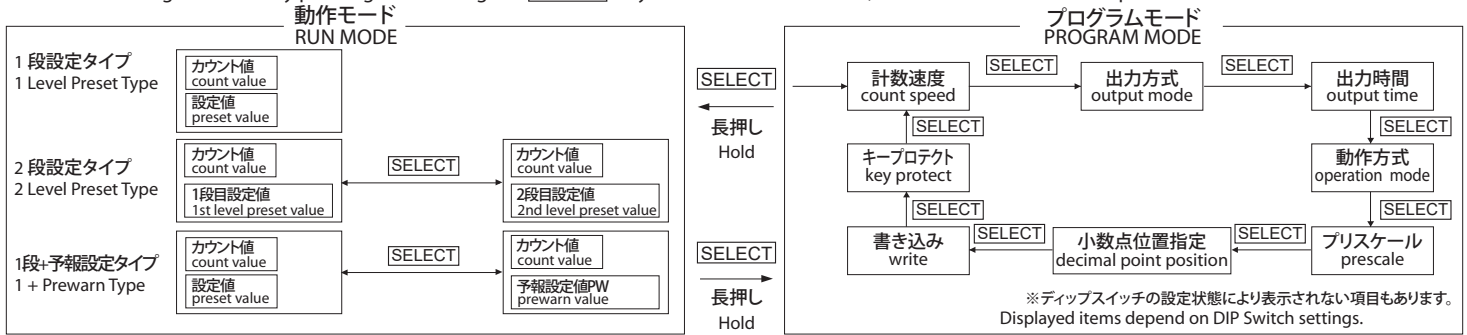 動作モード
RUN MODE
1 段設定タイプ
1 Level Preset Type
カウント値
count value
設定値
preset value
2 段設定タイプ
2 Level Preset Type
カウント値
count value
1段目設定値
1st level preset value
SELECT
カウント値
count value
2段目設定値
2nd level preset value
1段+予報設定タイプ
1 + Prewarn Type
カウント値
count value
設定値
preset value
SELECT
カウント値
count value
予報設定値PW
prewarn value
SELECT
長押し
Hold
SELECT
長押し
Hold
プログラムモード
PROGRAM MODE
計数速度
count speed
SELECT
出力方式
output mode
SELECT
出力時間
output time
SELECT
動作方式
operation mode
SELECT
プリスケール
prescale
SELECT
小数点位置指定
decimal point position
SELECT
書き込み
write
SELECT
キープロテクト
key protect
SELECT
※ディップスイッチの設定状態により表示されない項目もあります。
Displayed items depend on DIP Switch settings.